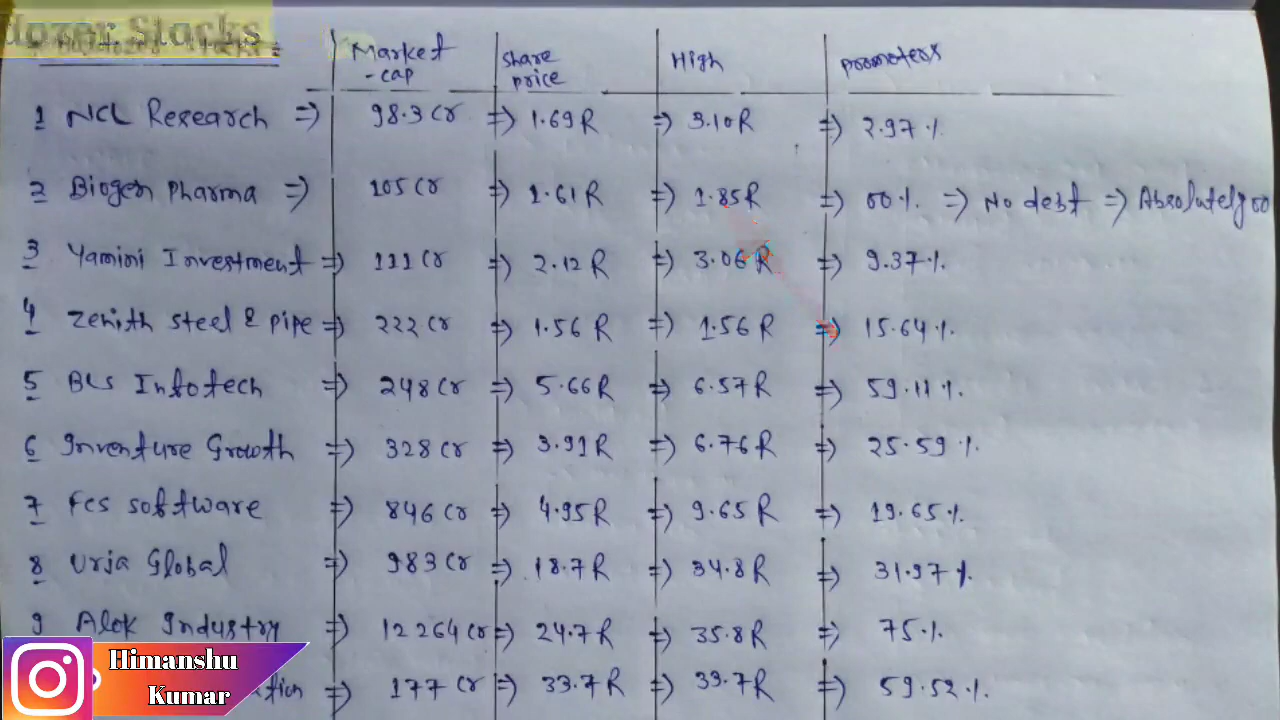 dozer Stocks
Market -cap share price High promoters
1 NCL Research => 98.3 Cr => 1.69 R => 3.10 R => 2.97 %
2 Biogen pharma => 105 Cr => 1.61 R => 1.85 R => 00 % => No debt => Absolutely goo
3 Yamini Investment => 111 Cr => 2.12 R => 3.06 R => 9.37 %.
4 Zenith steel & pipe => 222 Cr => 1.56 R => 1.56 R => 15.64 %.
5 BLS Infotech => 248 Cr => 5.66 R => 6.57 R => 59.11 %.
6 Inventure Growth => 328 Cr => 3.91 R => 6.76 R => 25.59 %.
7 Fcs software => 846 Cr => 4.95 R => 9.65 R => 19.65 %.
8 Urja Global => 983 Cr => 18.7 R => 34.8 R => 31.97 %.
9 Alok Industry => 12264 Cr => 24.7 R => 35.8 R => 75 %.
=> 177 Cr => 33.7 R => 39.7 R => 59.52 %.
Himanshu
Kumar